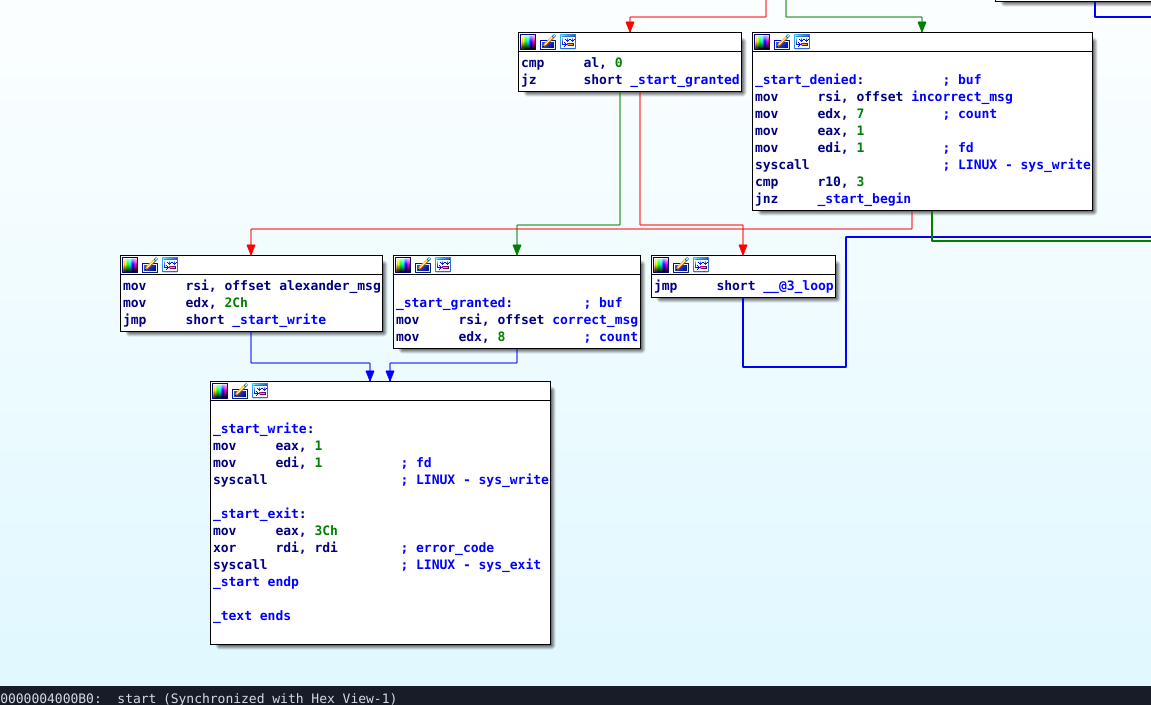 cmp     al, 0
jz      short _start_granted
_start_denied:          ; buf
mov     rsi, offset incorrect_msg
mov     edx, 7          ; count
mov     eax, 1
mov     edi, 1          ; fd
syscall                 ; LINUX - sys_write
cmp     r10, 3
jnz     _start_begin
mov     rsi, offset alexander_msg
mov     edx, 2Ch
jmp     short _start_write
_start_granted:         ; buf
mov     rsi, offset correct_msg
mov     edx, 8          ; count
jmp     short __@3_loop
_start_write:
mov     eax, 1
mov     edi, 1          ; fd
syscall                 ; LINUX - sys_write
_start_exit:
mov     eax, 3Ch
xor     rdi, rdi        ; error_code
syscall                 ; LINUX - sys_exit
_start endp
_text ends
0000004000B0: start (Synchronized with Hex View-1)